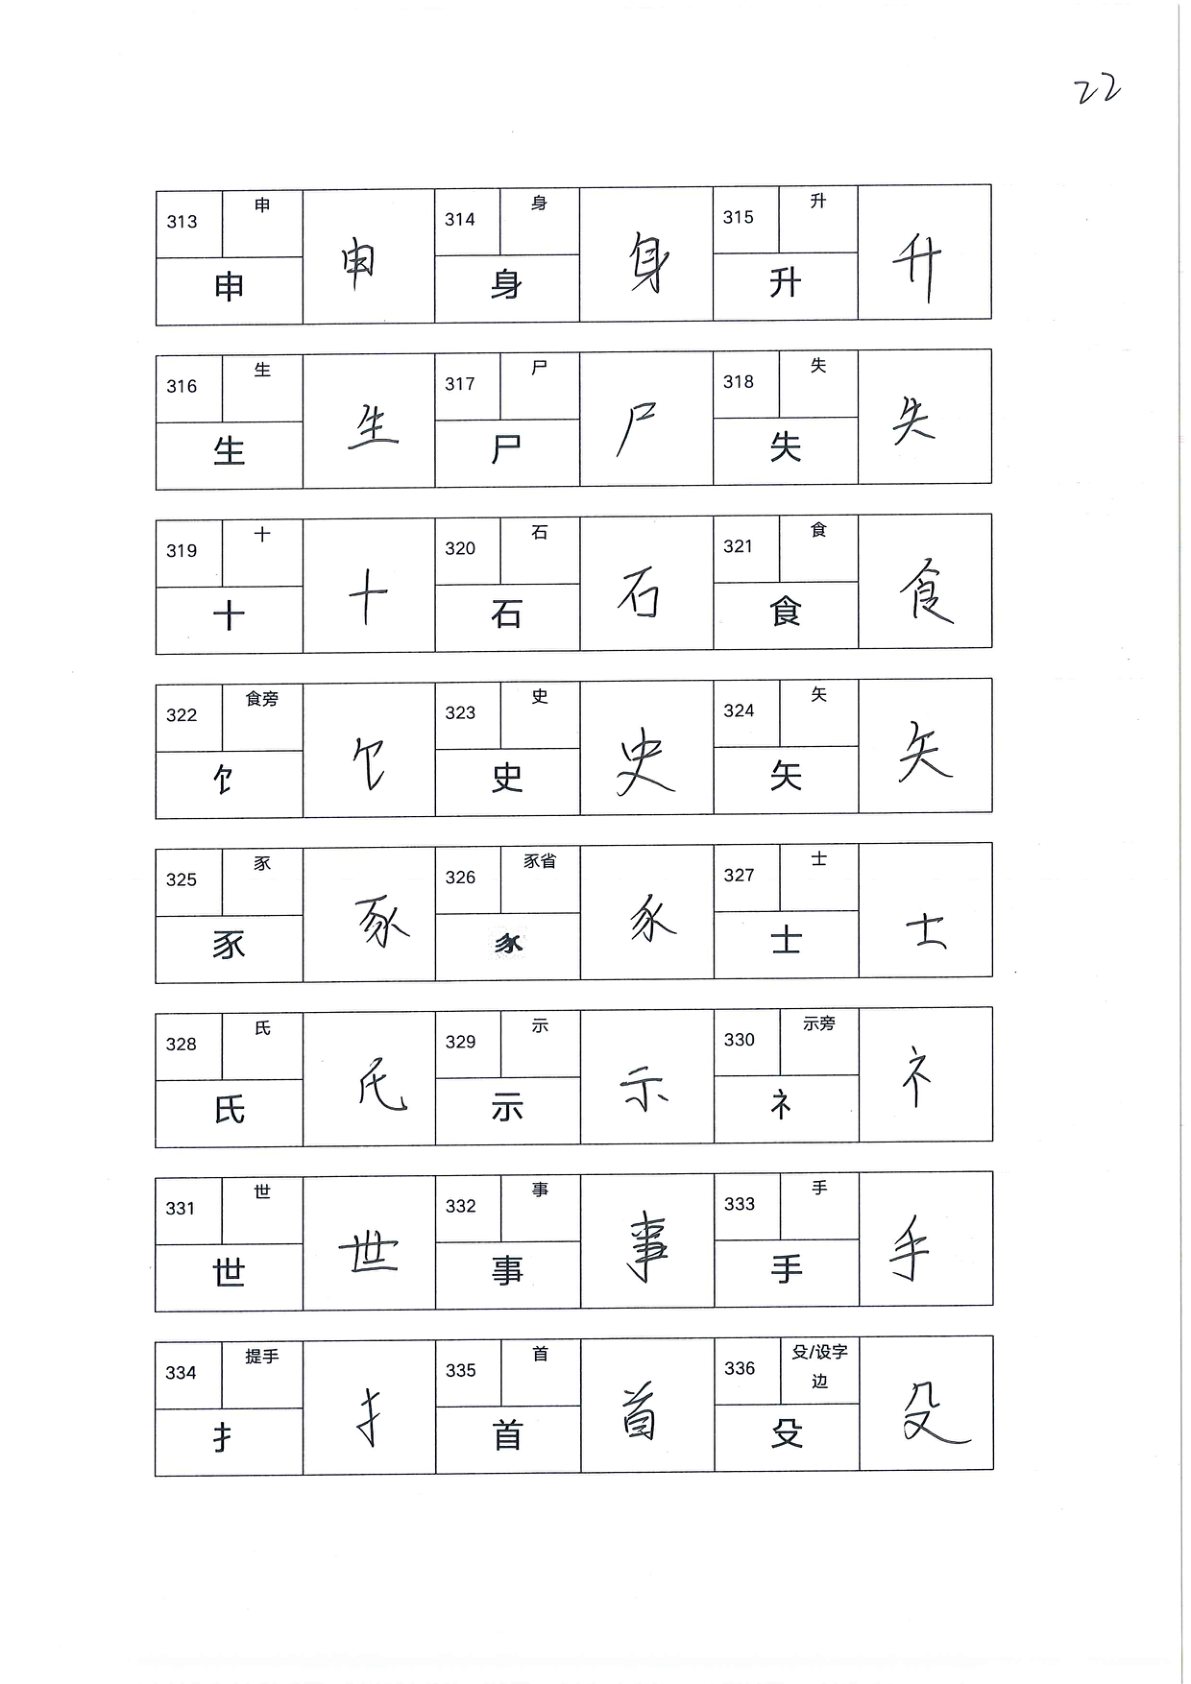 22
313 申 申 申 314 身 身 身 315 升 升 升
316 生 生 生 317 尸 尸 尸 318 失 失 失
319 十 十 十 320 石 石 石 321 食 食 食
322 食旁 饣 饣 323 史 史 史 324 矢 矢 矢
325 豕 豕 豕 326 豕省 𧰨 𧰨 327 士 士 士
328 氏 氏 氏 329 示 示 示 330 示旁 礻 礻
331 世 世 世 332 事 事 事 333 手 手 手
334 提手 扌 扌 335 首 首 首 336 殳/设字边 殳 殳